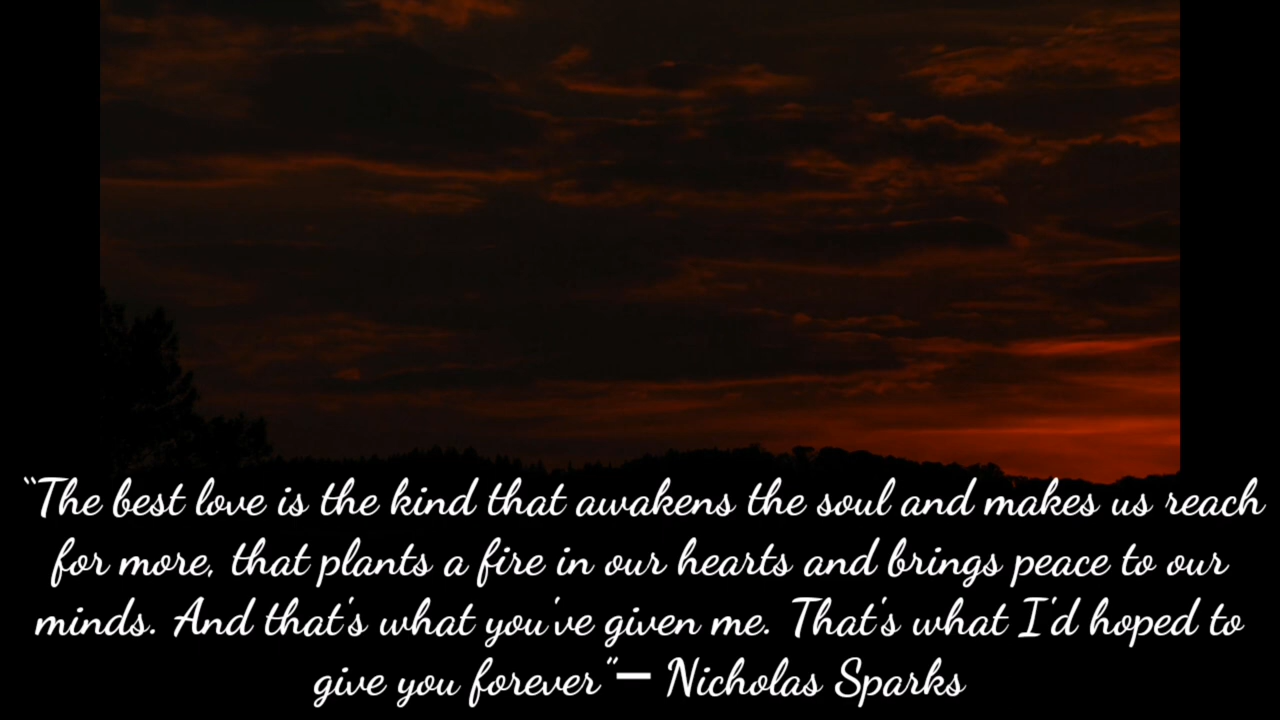 “The best love is the kind that awakens the soul and makes us reach
for more, that plants a fire in our hearts and brings peace to our
minds. And that's what you've given me. That's what I'd hoped to
give you forever”— Nicholas Sparks